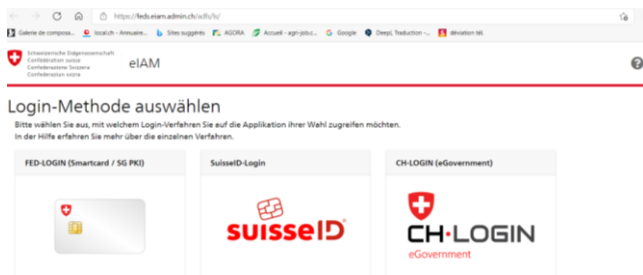 https://feds.eiam.admin.ch/adfs/ls/
Galerie de composa... local.ch - Annuaire... Sites suggérés AGORA Accueil - agri-job.c... Google DeepL Traduction -... déviation tél.
Schweizerische Eidgenossenschaft
Confédération suisse
Confederazione Svizzera
Confederaziun svizra
eIAM
Login-Methode auswählen
Bitte wählen Sie aus, mit welchem Login-Verfahren Sie auf die Applikation ihrer Wahl zugreifen möchten.
In der Hilfe erfahren Sie mehr über die einzelnen Verfahren.
FED-LOGIN (Smartcard / SG PKI) SuisseID-Login CH-LOGIN (eGovernment)
suisseID
CH·LOGIN
eGovernment